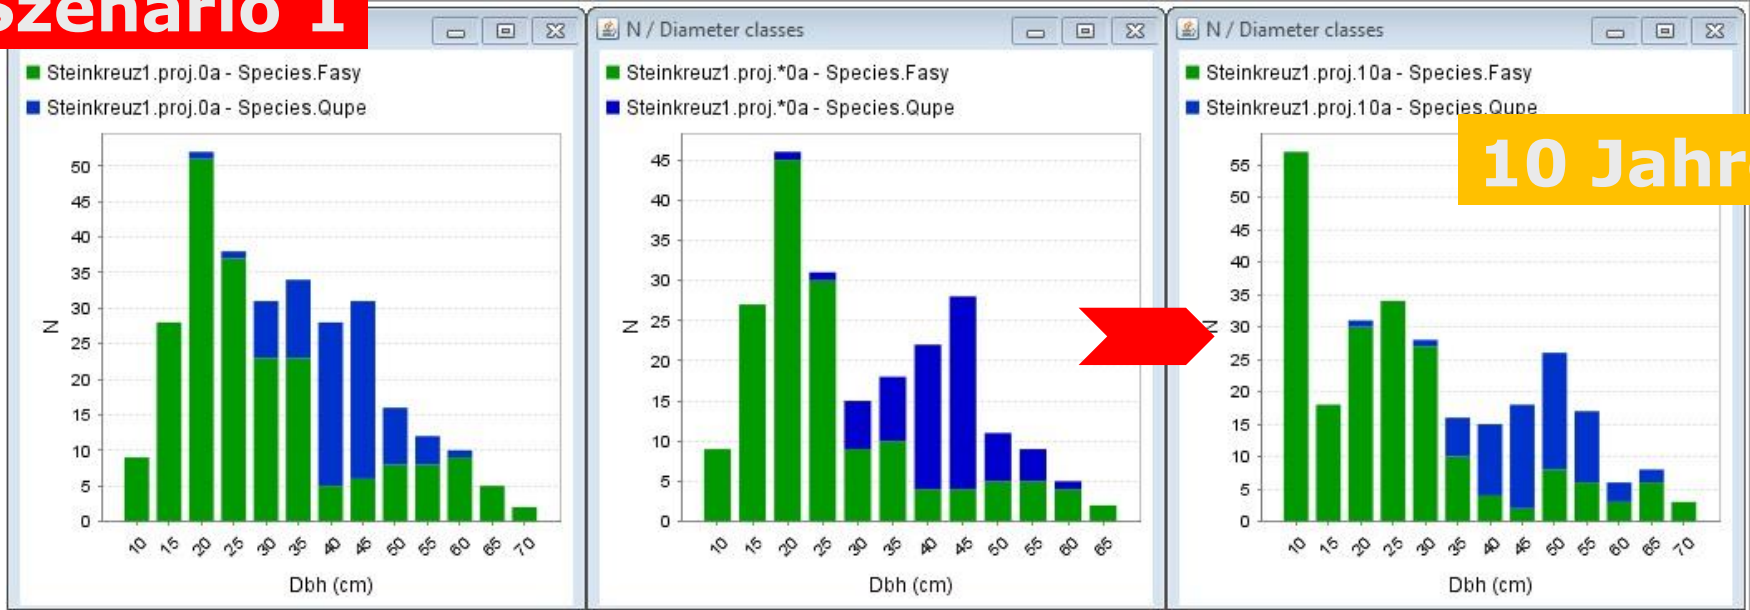 Szenario 1
N / Diameter classes
N / Diameter classes
Steinkreuz1.proj.0a - Species.Fasy
Steinkreuz1.proj.0a - Species.Qupe
50
45
40
35
30
25
20
15
10
5
0
N
10 15 20 25 30 35 40 45 50 55 60 65 70
Dbh (cm)
Steinkreuz1.proj.*0a - Species.Fasy
Steinkreuz1.proj.*0a - Species.Qupe
45
40
35
30
25
20
15
10
5
0
N
10 15 20 25 30 35 40 45 50 55 60 65
Dbh (cm)
Steinkreuz1.proj.10a - Species.Fasy
Steinkreuz1.proj.10a - Species.Qupe
10 Jahre
55
50
45
40
35
30
25
20
15
10
5
0
N
10 15 20 25 30 35 40 45 50 55 60 65 70
Dbh (cm)